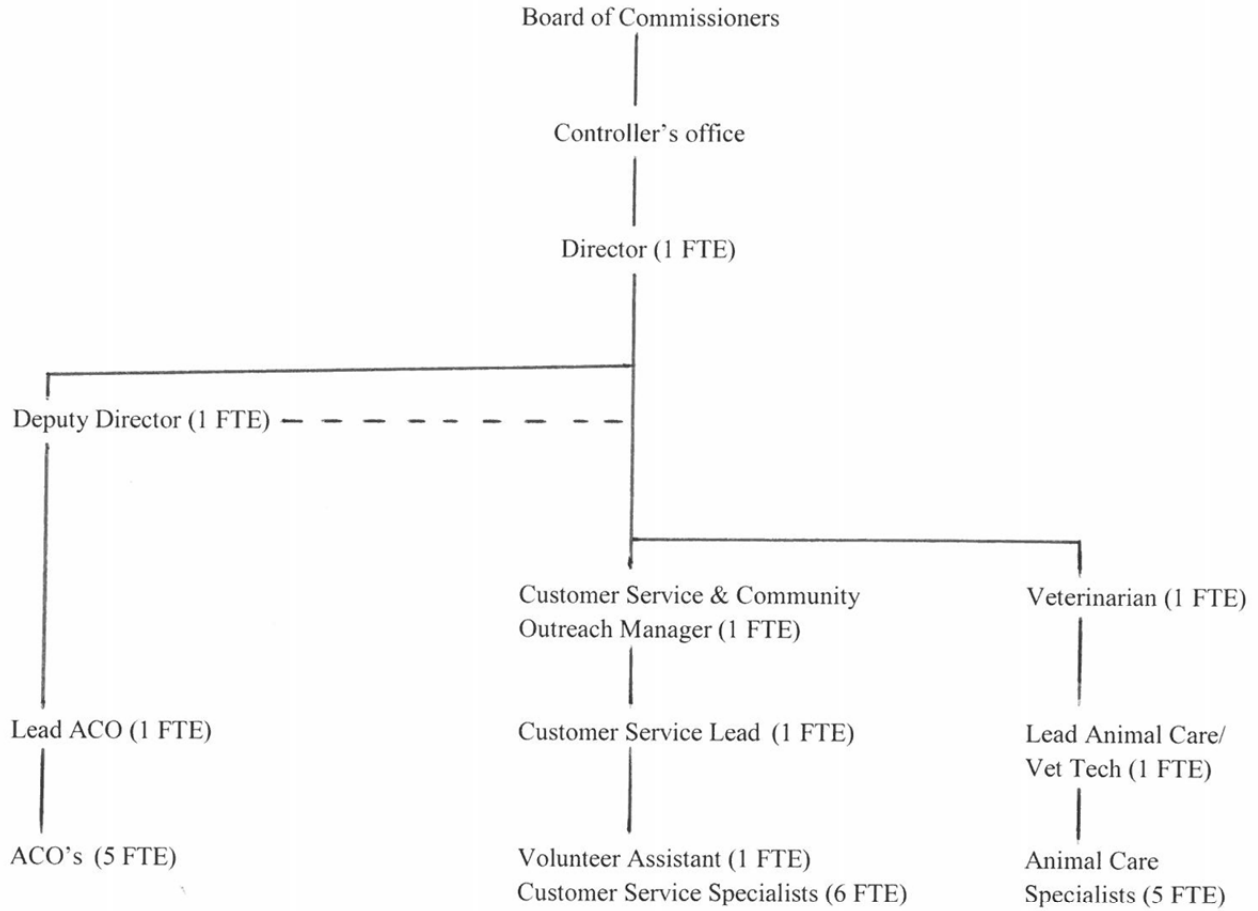 Board of Commissioners
Controller’s office
Director (1 FTE)
Deputy Director (1 FTE)
Customer Service & Community
Outreach Manager (1 FTE)
Veterinarian (1 FTE)
Lead ACO (1 FTE)
Customer Service Lead (1 FTE)
Lead Animal Care/
Vet Tech (1 FTE)
ACO’s (5 FTE)
Volunteer Assistant (1 FTE)
Customer Service Specialists (6 FTE)
Animal Care
Specialists (5 FTE)